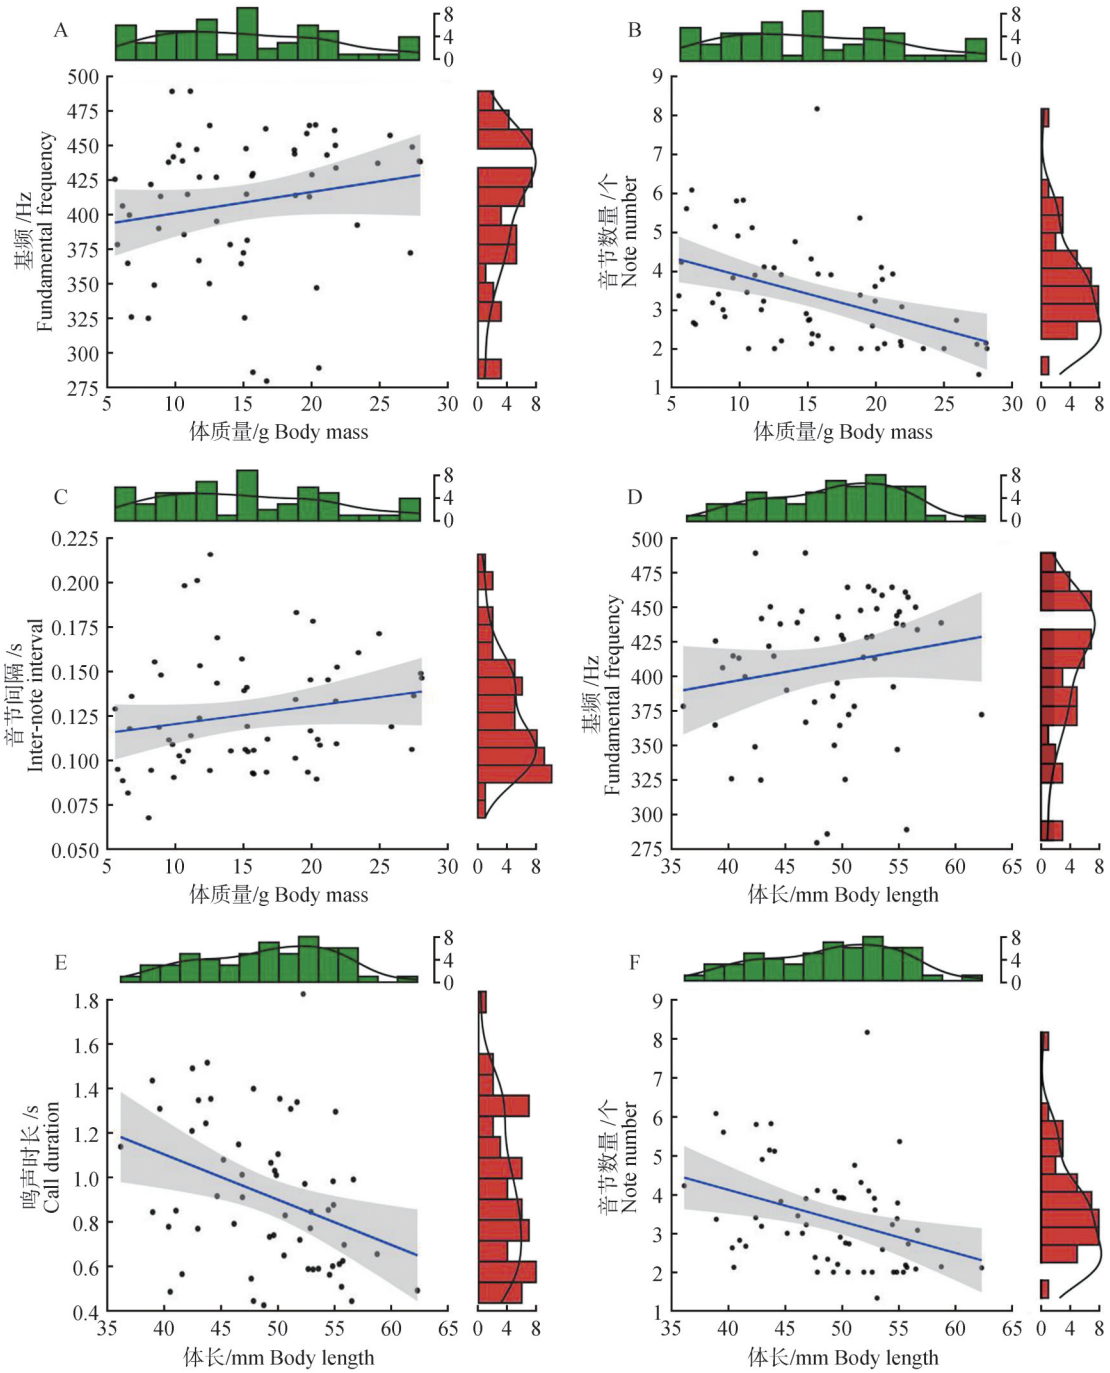 A
8
4
0
500
475
450
425
400
375
350
325
300
275
基频/Hz
Fundamental frequency
5 10 15 20 25 30
0 4 8
体质量/g Body mass
B
8
4
0
9
8
7
6
5
4
3
2
1
音节数量/个
Note number
5 10 15 20 25 30
0 4 8
体质量/g Body mass
C
8
4
0
0.225
0.200
0.175
0.150
0.125
0.100
0.075
0.050
音节间隔/s
Inter-note interval
5 10 15 20 25 30
0 4 8
体质量/g Body mass
D
8
4
0
500
475
450
425
400
375
350
325
300
275
基频/Hz
Fundamental frequency
35 40 45 50 55 60 65
0 4 8
体长/mm Body length
E
8
4
0
1.8
1.6
1.4
1.2
1.0
0.8
0.6
0.4
鸣声时长/s
Call duration
35 40 45 50 55 60 65
0 4 8
体长/mm Body length
F
8
4
0
9
8
7
6
5
4
3
2
1
音节数量/个
Note number
35 40 45 50 55 60 65
0 4 8
体长/mm Body length